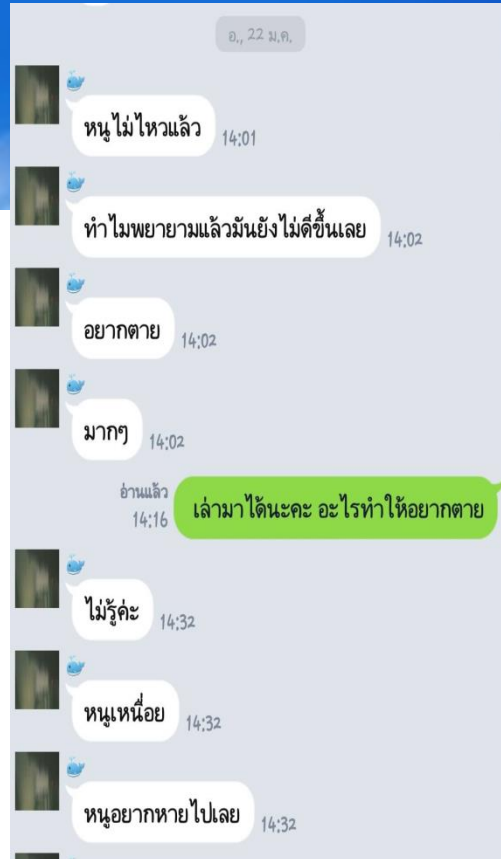 อ., 22 ม.ค.
หนูไม่ไหวแล้ว
14:01
ทำไมพยายามแล้วมันยังไม่ดีขึ้นเลย
14:02
อยากตาย
14:02
มากๆ
14:02
อ่านแล้ว
14:16
เล่ามาได้นะคะ อะไรทำให้อยากตาย
ไม่รู้ค่ะ
14:32
หนูเหนื่อย
14:32
หนูอยากหายไปเลย
14:32